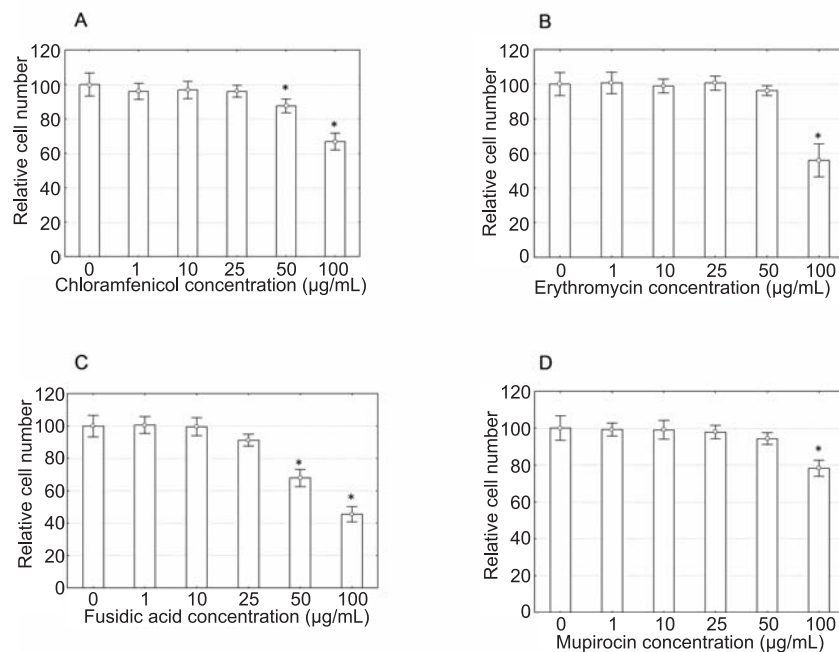 A
Relative cell number
120
100
80
60
40
20
0
*
*
0 1 10 25 50 100
Chloramfenicol concentration (µg/mL)
B
Relative cell number
120
100
80
60
40
20
0
*
0 1 10 25 50 100
Erythromycin concentration (µg/mL)
C
Relative cell number
120
100
80
60
40
20
0
*
*
0 1 10 25 50 100
Fusidic acid concentration (µg/mL)
D
Relative cell number
120
100
80
60
40
20
0
*
0 1 10 25 50 100
Mupirocin concentration (µg/mL)